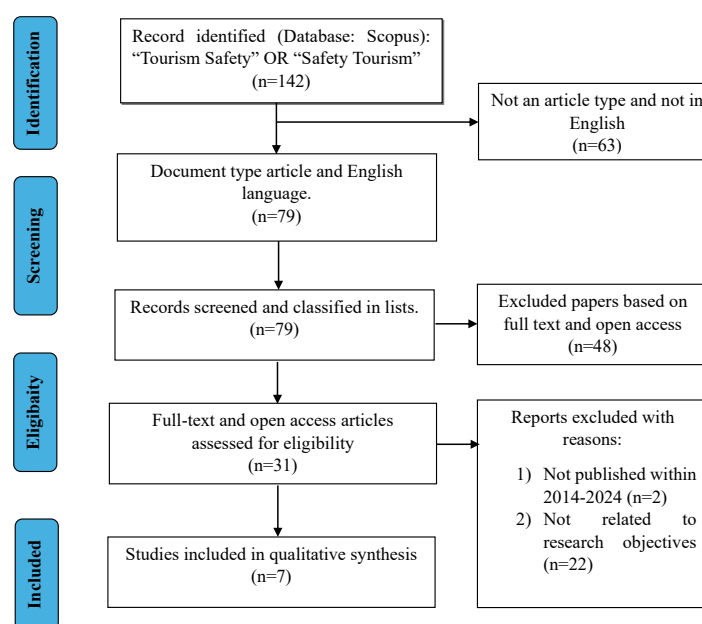 Identification
Record identified (Database: Scopus):
“Tourism Safety” OR “Safety Tourism”
(n=142)
Not an article type and not in
English
(n=63)
Document type article and English
language.
(n=79)
Screening
Records screened and classified in lists.
(n=79)
Excluded papers based on
full text and open access
(n=48)
Eligibaity
Full-text and open access articles
assessed for eligibility
(n=31)
Reports excluded with
reasons:
1) Not published within
2014-2024 (n=2)
2) Not related to
research objectives
(n=22)
Included
Studies included in qualitative synthesis
(n=7)